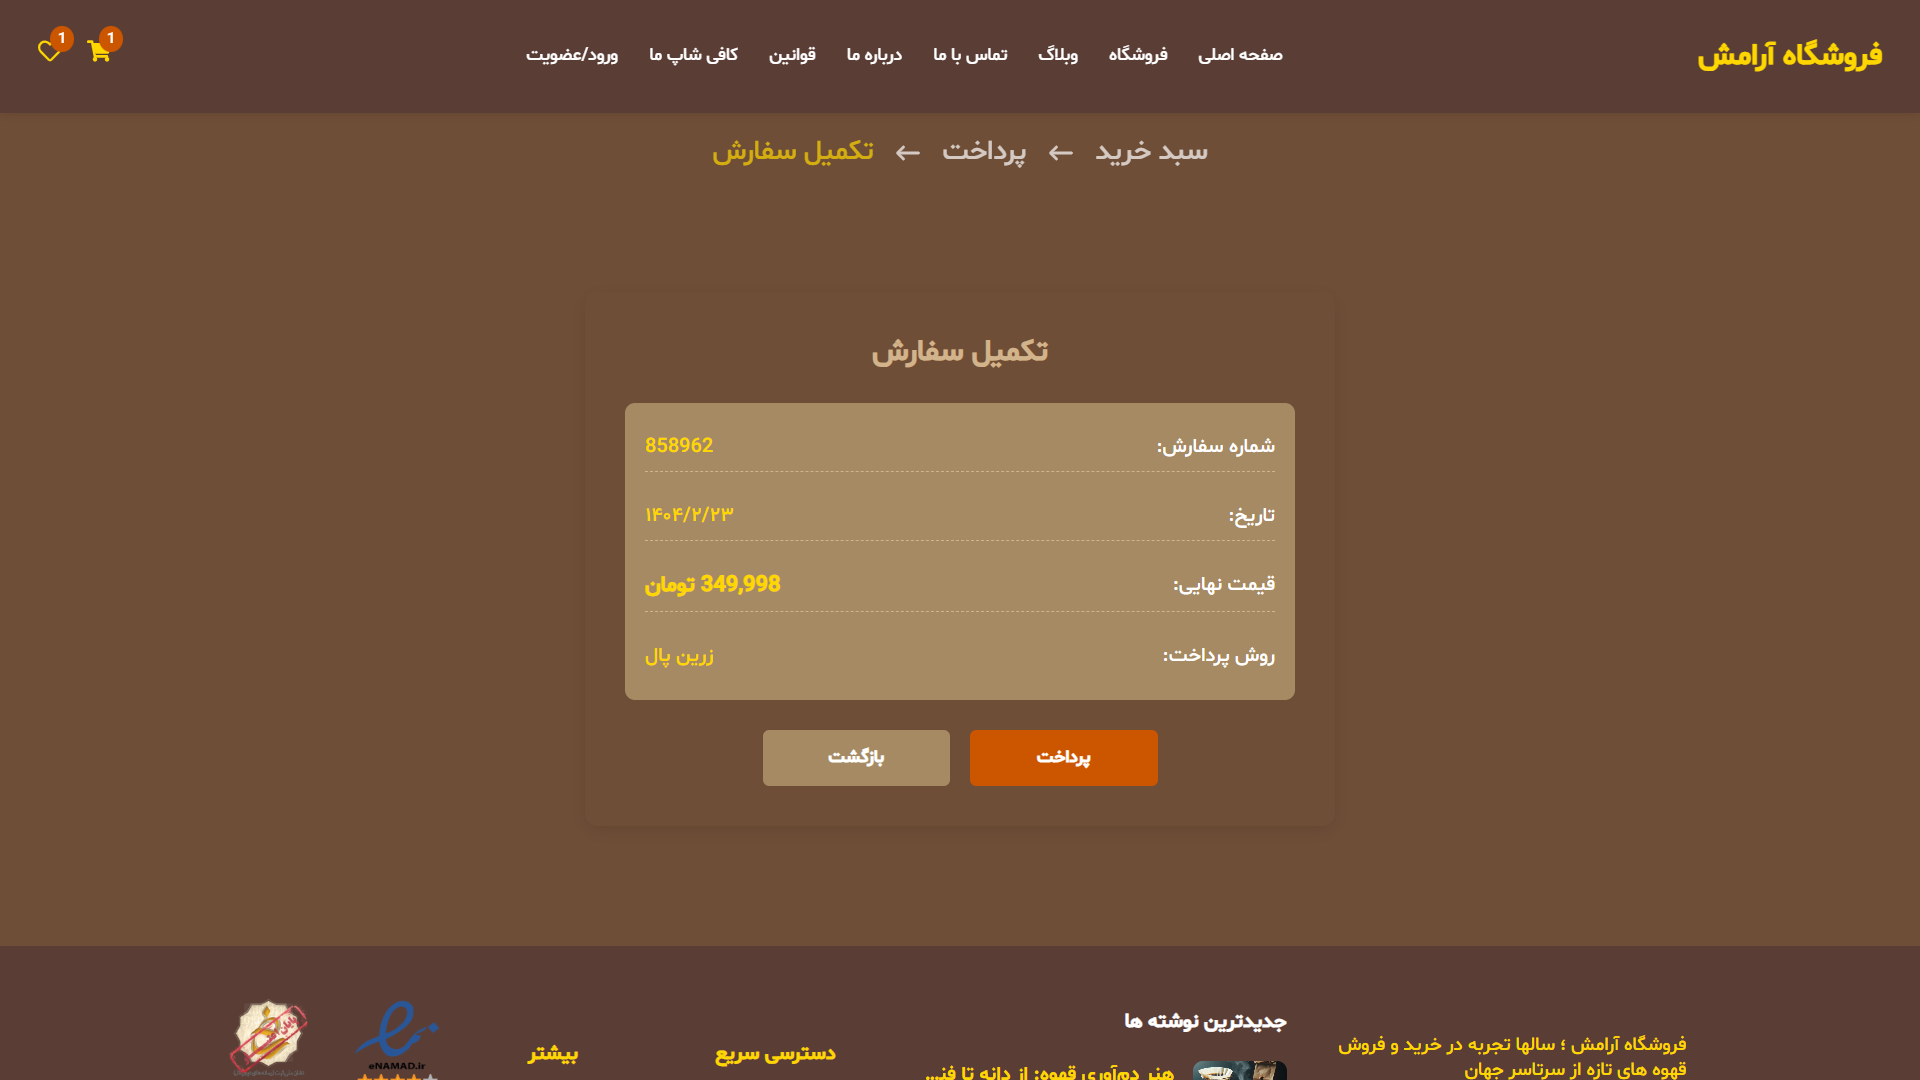 فروشگاه آرامش
صفحه اصلی
فروشگاه
وبلاگ
تماس با ما
درباره ما
قوانین
کافی شاپ ما
ورود/عضویت
1
1
سبد خرید ← پرداخت ← تکمیل سفارش
تکمیل سفارش
شماره سفارش: 858962
تاریخ: ۱۴۰۴/۲/۲۳
قیمت نهایی: 349,998 تومان
روش پرداخت: زرین پال
پرداخت
بازگشت
فروشگاه آرامش ؛ سالها تجربه در خرید و فروش
قهوه های تازه از سرتاسر جهان
جدیدترین نوشته ها
هنر دم‌آوری قهوه: از دانه تا فنـ...
دسترسی سریع
بیشتر
eNAMAD.ir